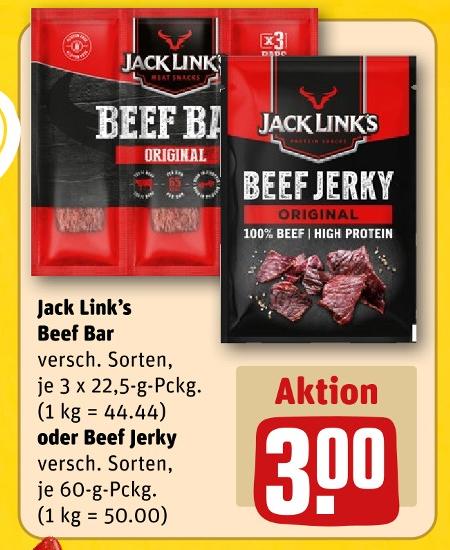 JACK LINK'S
MEAT SNACKS
x3
BARS
BEEF BA
ORIGINAL
JACK LINK'S
PROTEIN SNACKS
BEEF JERKY
ORIGINAL
100% BEEF | HIGH PROTEIN
Jack Link's
Beef Bar
versch. Sorten,
je 3 x 22,5-g-Pckg.
(1 kg = 44.44)
oder Beef Jerky
versch. Sorten,
je 60-g-Pckg.
(1 kg = 50.00)
Aktion
3.00